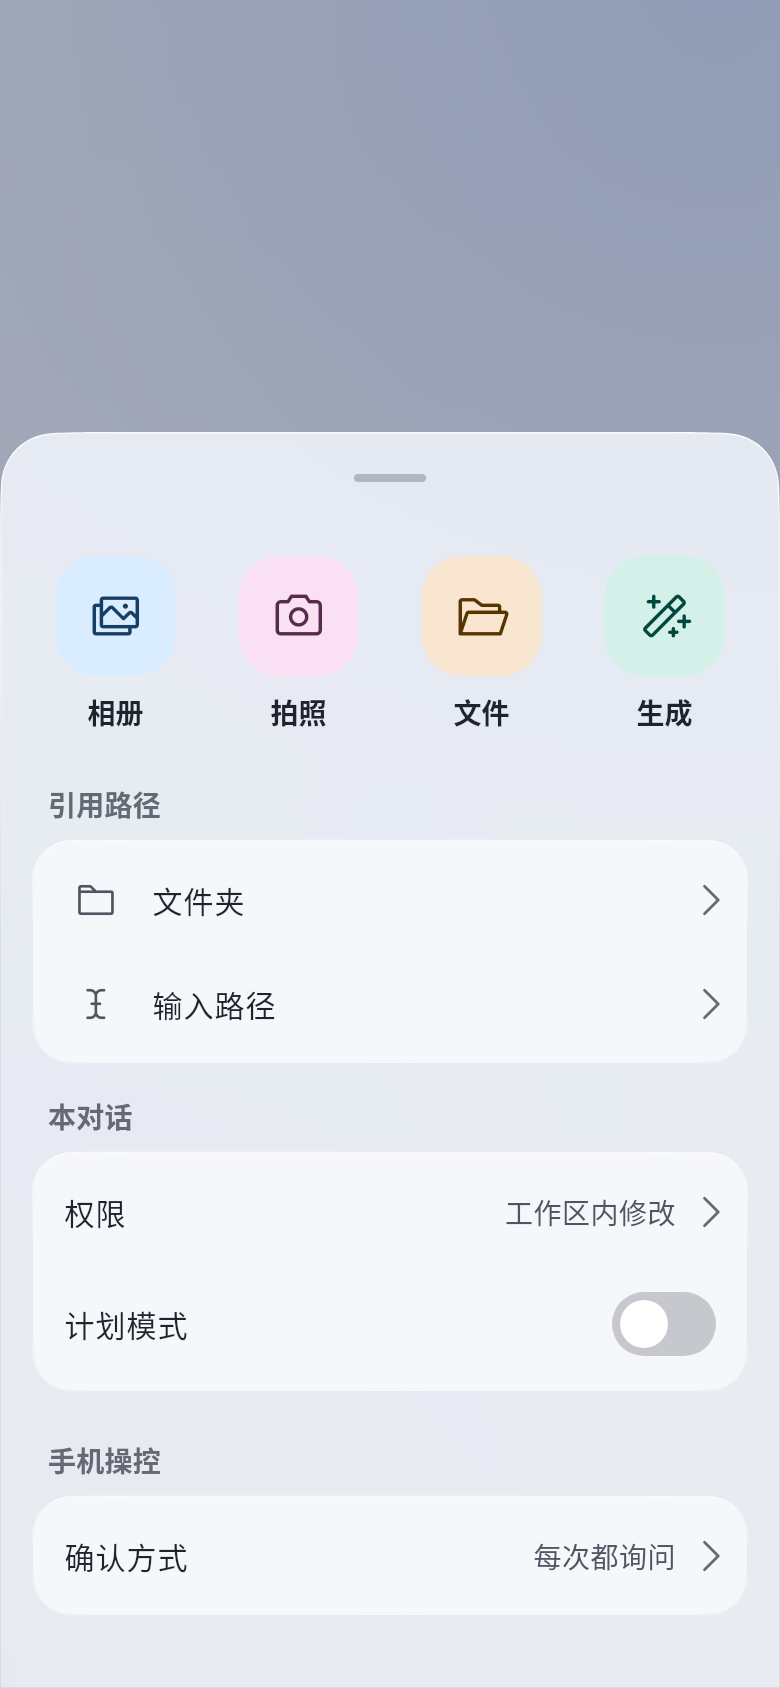 相册
拍照
文件
生成
引用路径
文件夹
输入路径
本对话
权限
工作区内修改
计划模式
手机操控
确认方式
每次都询问